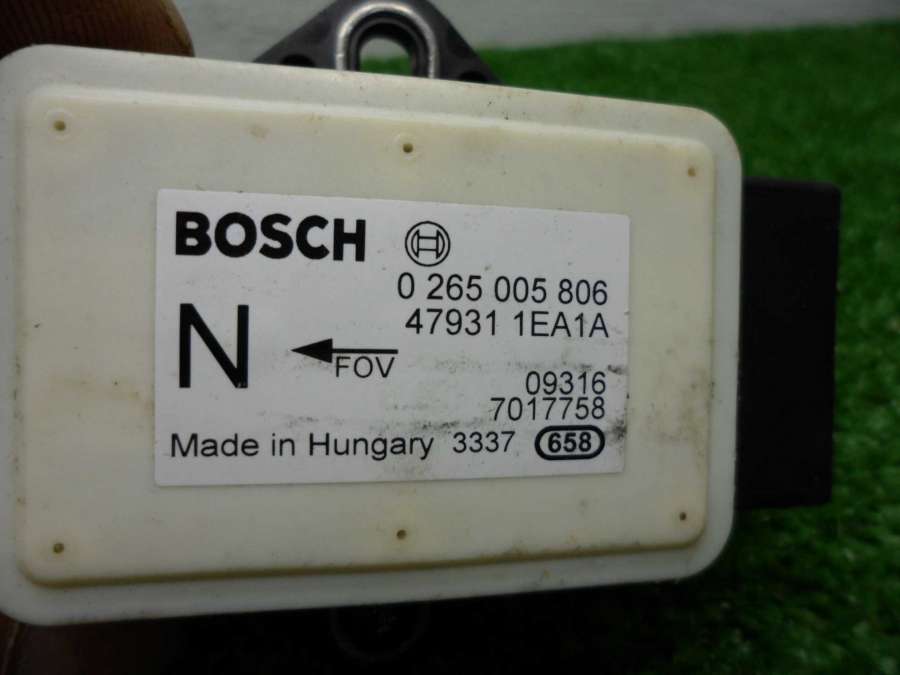 BOSCH
0 265 005 806
47931 1EA1A
N
FOV
09316
7017758
Made in Hungary 3337 658